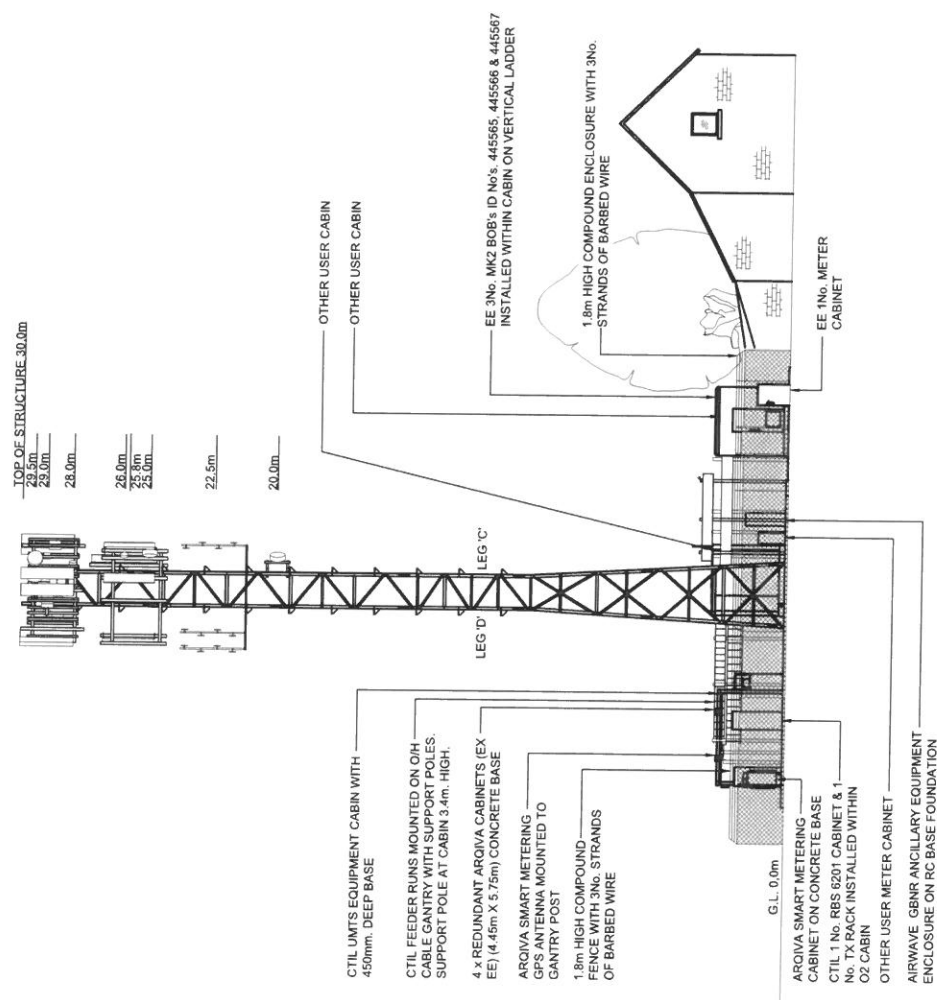 TOP OF STRUCTURE 30.0m
29.5m
29.0m
28.0m
26.0m
25.8m
25.0m
22.5m
20.0m
OTHER USER CABIN
OTHER USER CABIN
EE 3No. MK2 BOB's ID No's. 445565, 445566 & 445567
INSTALLED WITHIN CABIN ON VERTICAL LADDER
1.8m HIGH COMPOUND ENCLOSURE WITH 3No.
STRANDS OF BARBED WIRE
EE 1No. METER
CABINET
LEG 'C'
LEG 'D'
CTIL UMTS EQUIPMENT CABIN WITH
450mm. DEEP BASE
CTIL FEEDER RUNS MOUNTED ON O/H
CABLE GANTRY WITH SUPPORT POLES.
SUPPORT POLE AT CABIN 3.4m. HIGH.
4 x REDUNDANT ARQIVA CABINETS (EX
EE) (4.45m X 5.75m) CONCRETE BASE
ARQIVA SMART METERING
GPS ANTENNA MOUNTED TO
GANTRY POST
1.8m HIGH COMPOUND
FENCE WITH 3No. STRANDS
OF BARBED WIRE
G.L. 0.0m
ARQIVA SMART METERING
CABINET ON CONCRETE BASE
CTIL 1 No. RBS 6201 CABINET & 1
No. TX RACK INSTALLED WITHIN
O2 CABIN
OTHER USER METER CABINET
AIRWAVE GBNR ANCILLARY EQUIPMENT
ENCLOSURE ON RC BASE FOUNDATION